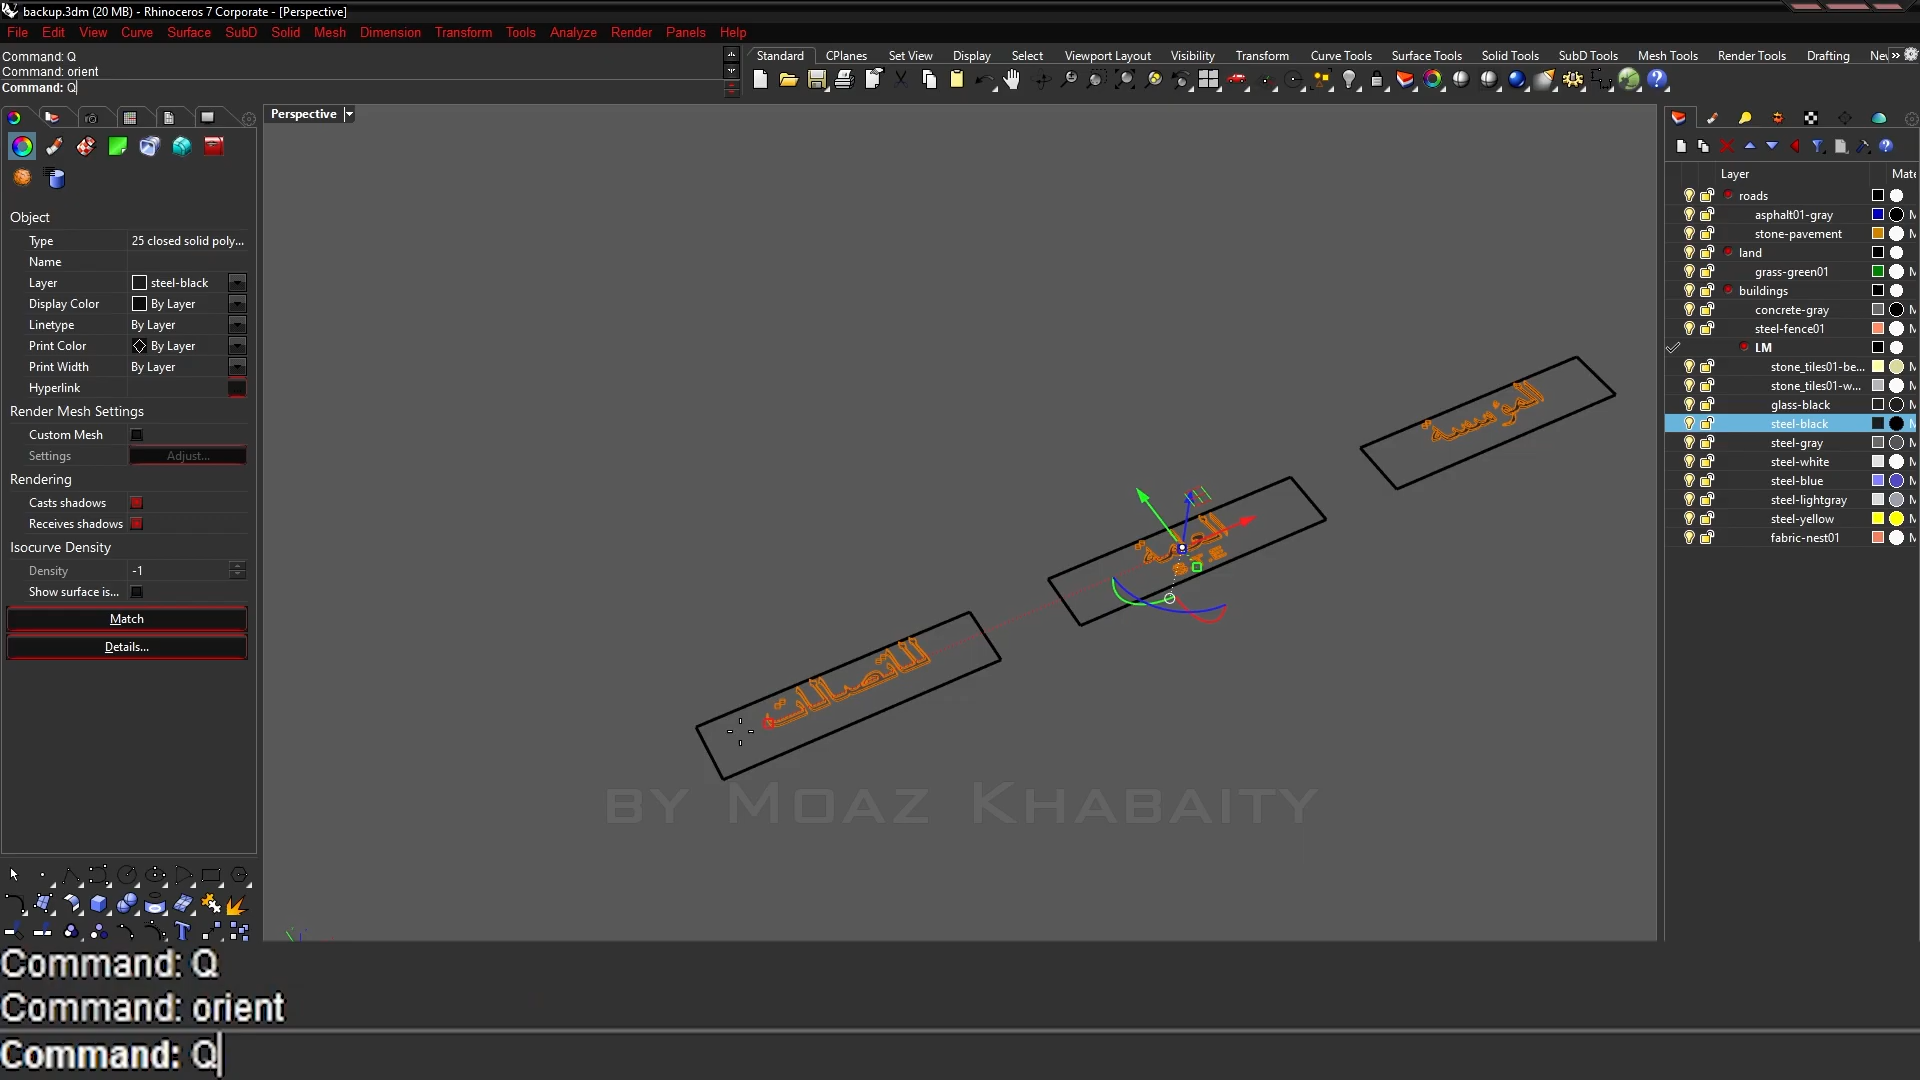 backup.3dm (20 MB) - Rhinoceros 7 Corporate - [Perspective]
File Edit View Curve Surface SubD Solid Mesh Dimension Transform Tools Analyze Render Panels Help
Command: Q
Command: orient
Command: Q
Standard CPlanes Set View Display Select Viewport Layout Visibility Transform Curve Tools Surface Tools Solid Tools SubD Tools Mesh Tools Render Tools Drafting Nev »
Perspective
Object
Type 25 closed solid poly...
Name
Layer steel-black
Display Color By Layer
Linetype By Layer
Print Color By Layer
Print Width By Layer
Hyperlink
Render Mesh Settings
Custom Mesh
Settings Adjust...
Rendering
Casts shadows
Receives shadows
Isocurve Density
Density -1
Show surface is...
Match
Details...
المؤسسة
S.T.E
للاتصالات
BY MOAZ KHABAITY
Layer Mate
roads
asphalt01-gray
stone-pavement
land
grass-green01
buildings
concrete-gray
steel-fence01
LM
stone_tiles01-be...
stone_tiles01-w...
glass-black
steel-black
steel-gray
steel-white
steel-blue
steel-lightgray
steel-yellow
fabric-nest01
Command: Q
Command: orient
Command: Q